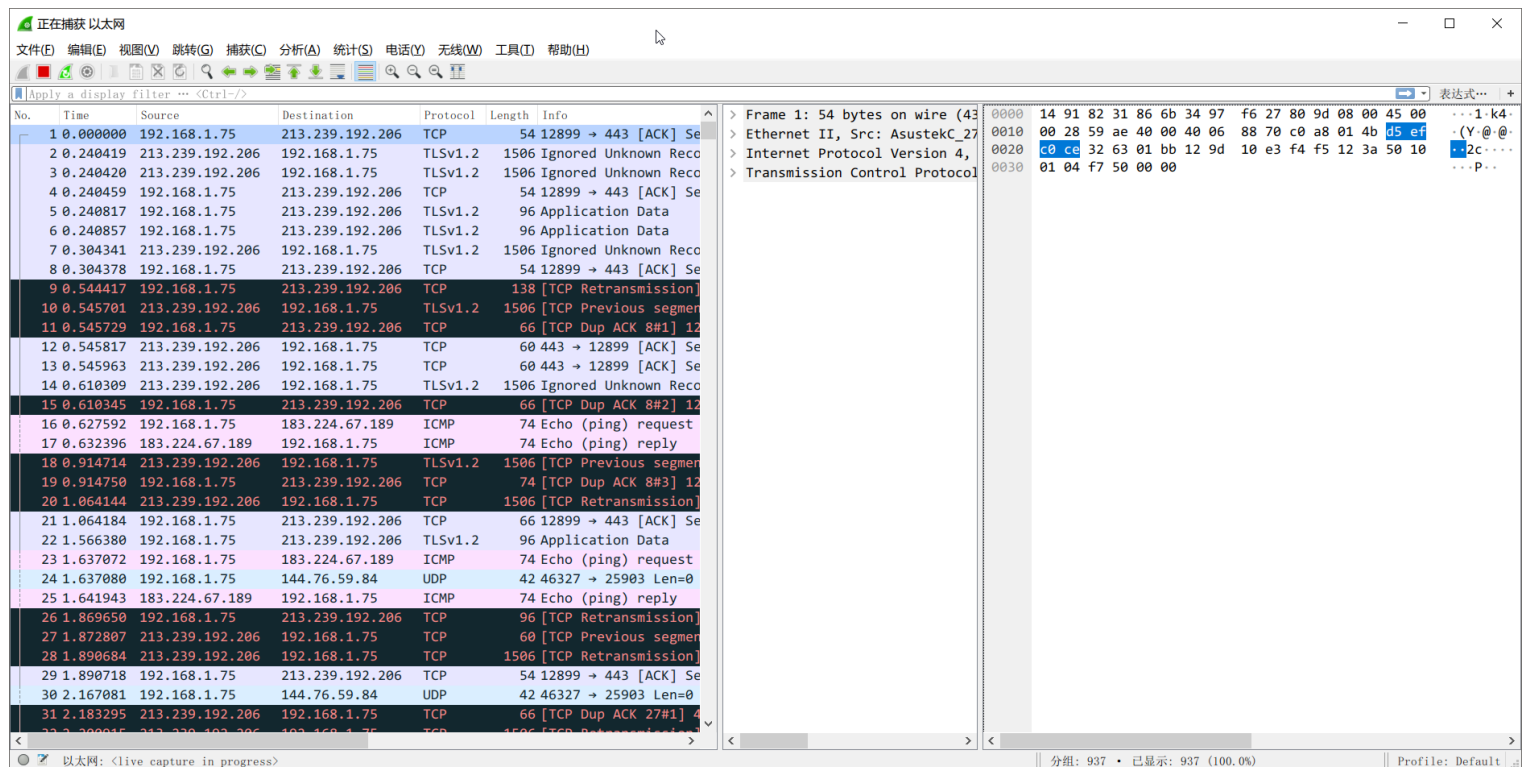 正在捕获 以太网
文件(F) 编辑(E) 视图(V) 跳转(G) 捕获(C) 分析(A) 统计(S) 电话(Y) 无线(W) 工具(T) 帮助(H)
Apply a display filter … <Ctrl-/>
表达式… +
No. Time Source Destination Protocol Length Info
1 0.000000 192.168.1.75 213.239.192.206 TCP 54 12899 → 443 [ACK] Se
2 0.240419 213.239.192.206 192.168.1.75 TLSv1.2 1506 Ignored Unknown Reco
3 0.240420 213.239.192.206 192.168.1.75 TLSv1.2 1506 Ignored Unknown Reco
4 0.240459 192.168.1.75 213.239.192.206 TCP 54 12899 → 443 [ACK] Se
5 0.240817 192.168.1.75 213.239.192.206 TLSv1.2 96 Application Data
6 0.240857 192.168.1.75 213.239.192.206 TLSv1.2 96 Application Data
7 0.304341 213.239.192.206 192.168.1.75 TLSv1.2 1506 Ignored Unknown Reco
8 0.304378 192.168.1.75 213.239.192.206 TCP 54 12899 → 443 [ACK] Se
9 0.544417 192.168.1.75 213.239.192.206 TCP 138 [TCP Retransmission]
10 0.545701 213.239.192.206 192.168.1.75 TLSv1.2 1506 [TCP Previous segmen
11 0.545729 192.168.1.75 213.239.192.206 TCP 66 [TCP Dup ACK 8#1] 12
12 0.545817 213.239.192.206 192.168.1.75 TCP 60 443 → 12899 [ACK] Se
13 0.545963 213.239.192.206 192.168.1.75 TCP 60 443 → 12899 [ACK] Se
14 0.610309 213.239.192.206 192.168.1.75 TLSv1.2 1506 Ignored Unknown Reco
15 0.610345 192.168.1.75 213.239.192.206 TCP 66 [TCP Dup ACK 8#2] 12
16 0.627592 192.168.1.75 183.224.67.189 ICMP 74 Echo (ping) request
17 0.632396 183.224.67.189 192.168.1.75 ICMP 74 Echo (ping) reply
18 0.914714 213.239.192.206 192.168.1.75 TLSv1.2 1506 [TCP Previous segmen
19 0.914750 192.168.1.75 213.239.192.206 TCP 74 [TCP Dup ACK 8#3] 12
20 1.064144 213.239.192.206 192.168.1.75 TCP 1506 [TCP Retransmission]
21 1.064184 192.168.1.75 213.239.192.206 TCP 66 12899 → 443 [ACK] Se
22 1.566380 192.168.1.75 213.239.192.206 TLSv1.2 96 Application Data
23 1.637072 192.168.1.75 183.224.67.189 ICMP 74 Echo (ping) request
24 1.637080 192.168.1.75 144.76.59.84 UDP 42 46327 → 25903 Len=0
25 1.641943 183.224.67.189 192.168.1.75 ICMP 74 Echo (ping) reply
26 1.869650 192.168.1.75 213.239.192.206 TCP 96 [TCP Retransmission]
27 1.872807 213.239.192.206 192.168.1.75 TCP 60 [TCP Previous segmen
28 1.890684 213.239.192.206 192.168.1.75 TCP 1506 [TCP Retransmission]
29 1.890718 192.168.1.75 213.239.192.206 TCP 54 12899 → 443 [ACK] Se
30 2.167081 192.168.1.75 144.76.59.84 UDP 42 46327 → 25903 Len=0
31 2.183295 213.239.192.206 192.168.1.75 TCP 66 [TCP Dup ACK 27#1] 4
> Frame 1: 54 bytes on wire (43
> Ethernet II, Src: AsustekC_27
> Internet Protocol Version 4,
> Transmission Control Protocol
0000 14 91 82 31 86 6b 34 97 f6 27 80 9d 08 00 45 00 ···1·k4·
0010 00 28 59 ae 40 00 40 06 88 70 c0 a8 01 4b d5 ef ·(Y·@·@·
0020 c0 ce 32 63 01 bb 12 9d 10 e3 f4 f5 12 3a 50 10 ··2c····
0030 01 04 f7 50 00 00 ···P··
以太网: <live capture in progress>
分组: 937 • 已显示: 937 (100.0%)
Profile: Default